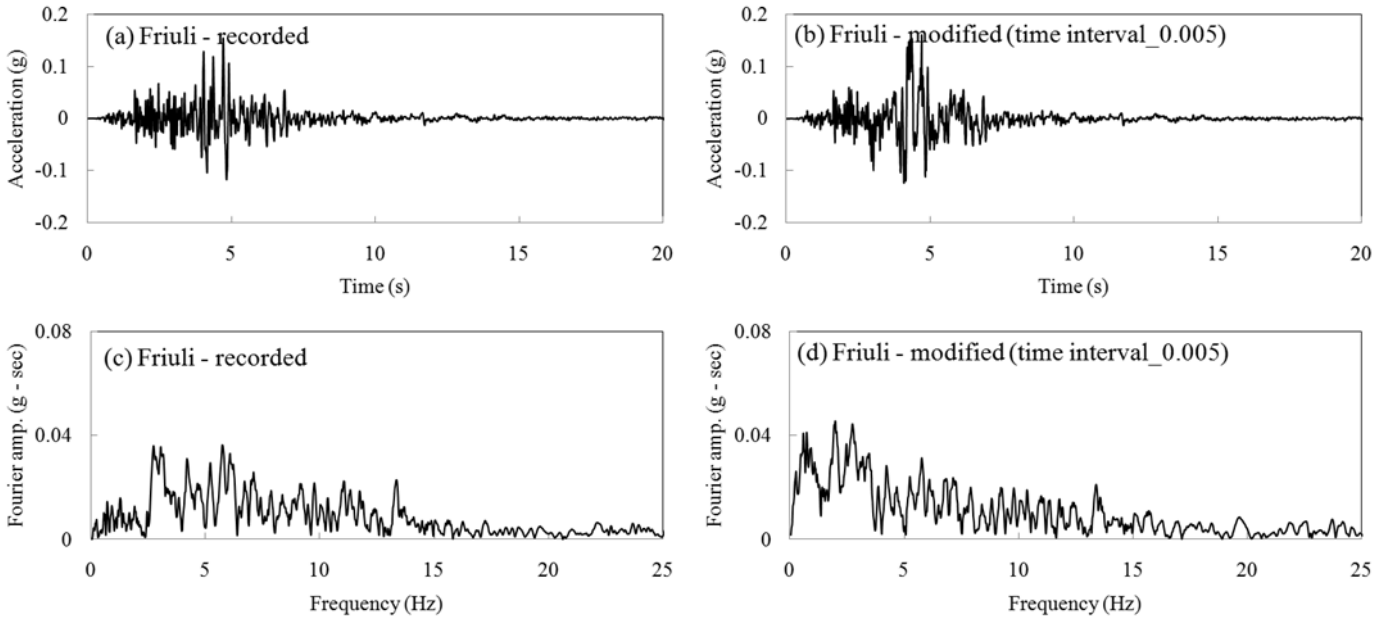 (a) Friuli - recorded
Acceleration (g)
0.2
0.1
0
-0.1
-0.2
0 5 10 15 20
Time (s)
(b) Friuli - modified (time interval_0.005)
Acceleration (g)
0.2
0.1
0
-0.1
-0.2
0 5 10 15 20
Time (s)
(c) Friuli - recorded
Fourier amp. (g - sec)
0.08
0.04
0
0 5 10 15 20 25
Frequency (Hz)
(d) Friuli - modified (time interval_0.005)
Fourier amp. (g - sec)
0.08
0.04
0
0 5 10 15 20 25
Frequency (Hz)